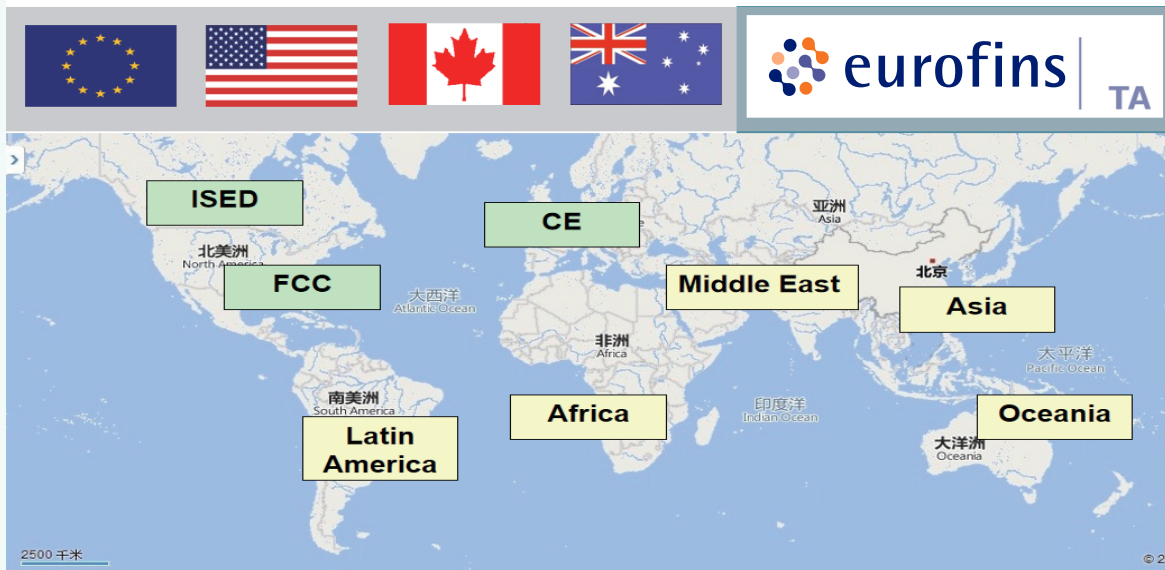 eurofins
TA
ISED
CE
亚洲
Asia
北美洲
North America
FCC
大西洋
Atlantic Ocean
Middle East
北京
Asia
非洲
Africa
太平洋
Pacific Ocean
南美洲
South America
Latin
America
Africa
印度洋
Indian Ocean
Oceania
大洋洲
Oceania
2500 千米
© 2